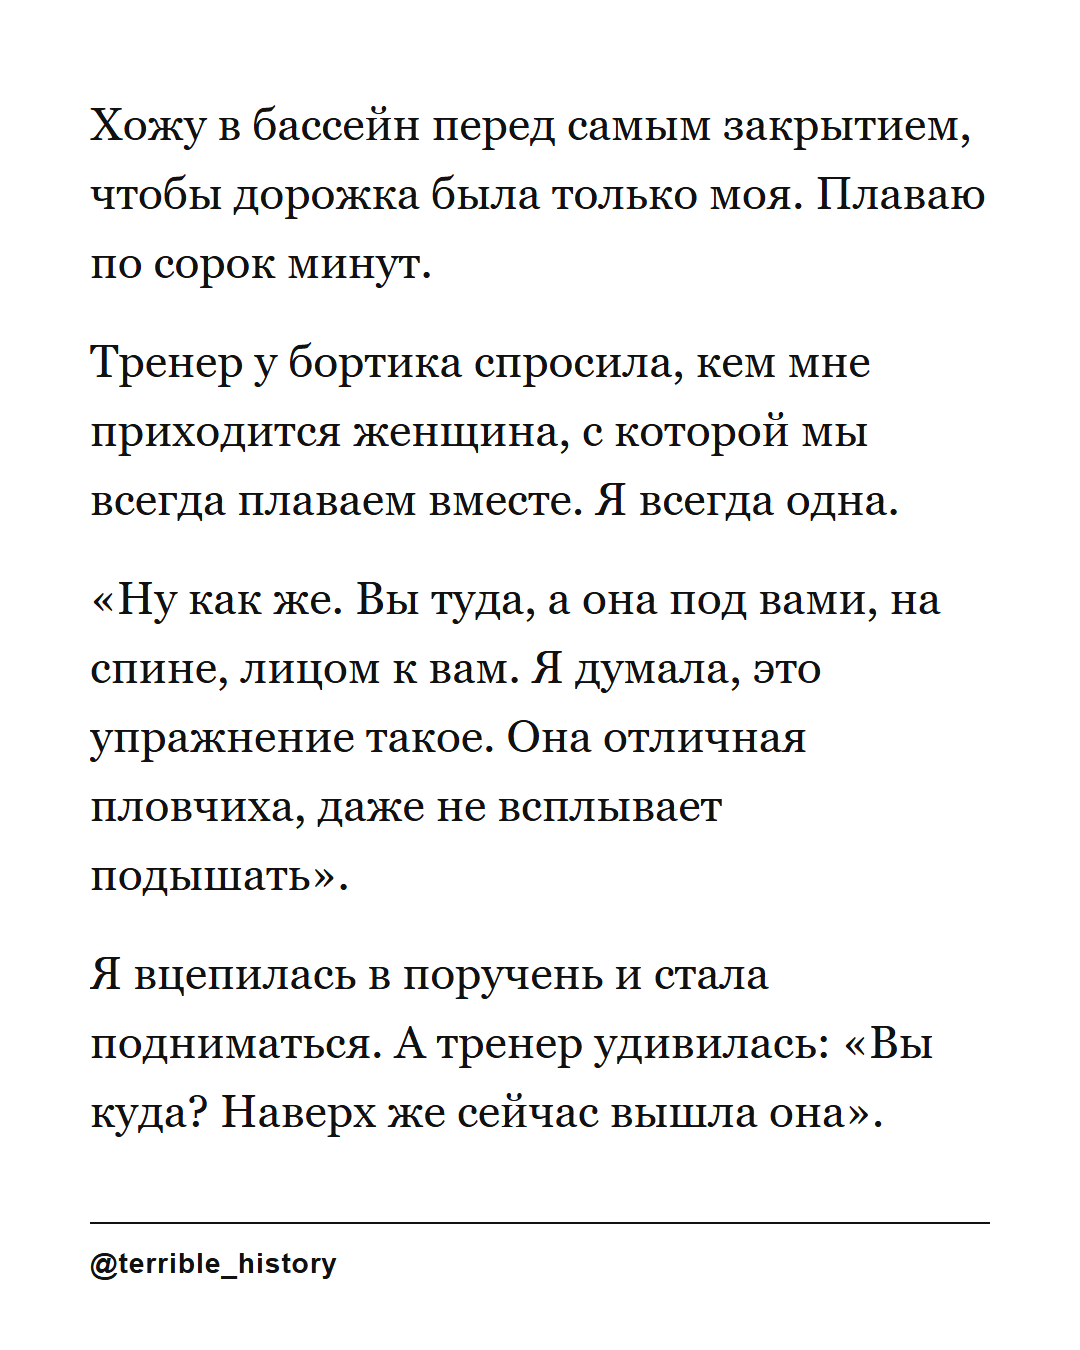 Хожу в бассейн перед самым закрытием,
чтобы дорожка была только моя. Плаваю
по сорок минут.
Тренер у бортика спросила, кем мне
приходится женщина, с которой мы
всегда плаваем вместе. Я всегда одна.
«Ну как же. Вы туда, а она под вами, на
спине, лицом к вам. Я думала, это
упражнение такое. Она отличная
пловчиха, даже не всплывает
подышать».
Я вцепилась в поручень и стала
подниматься. А тренер удивилась: «Вы
куда? Наверх же сейчас вышла она».
@terrible_history